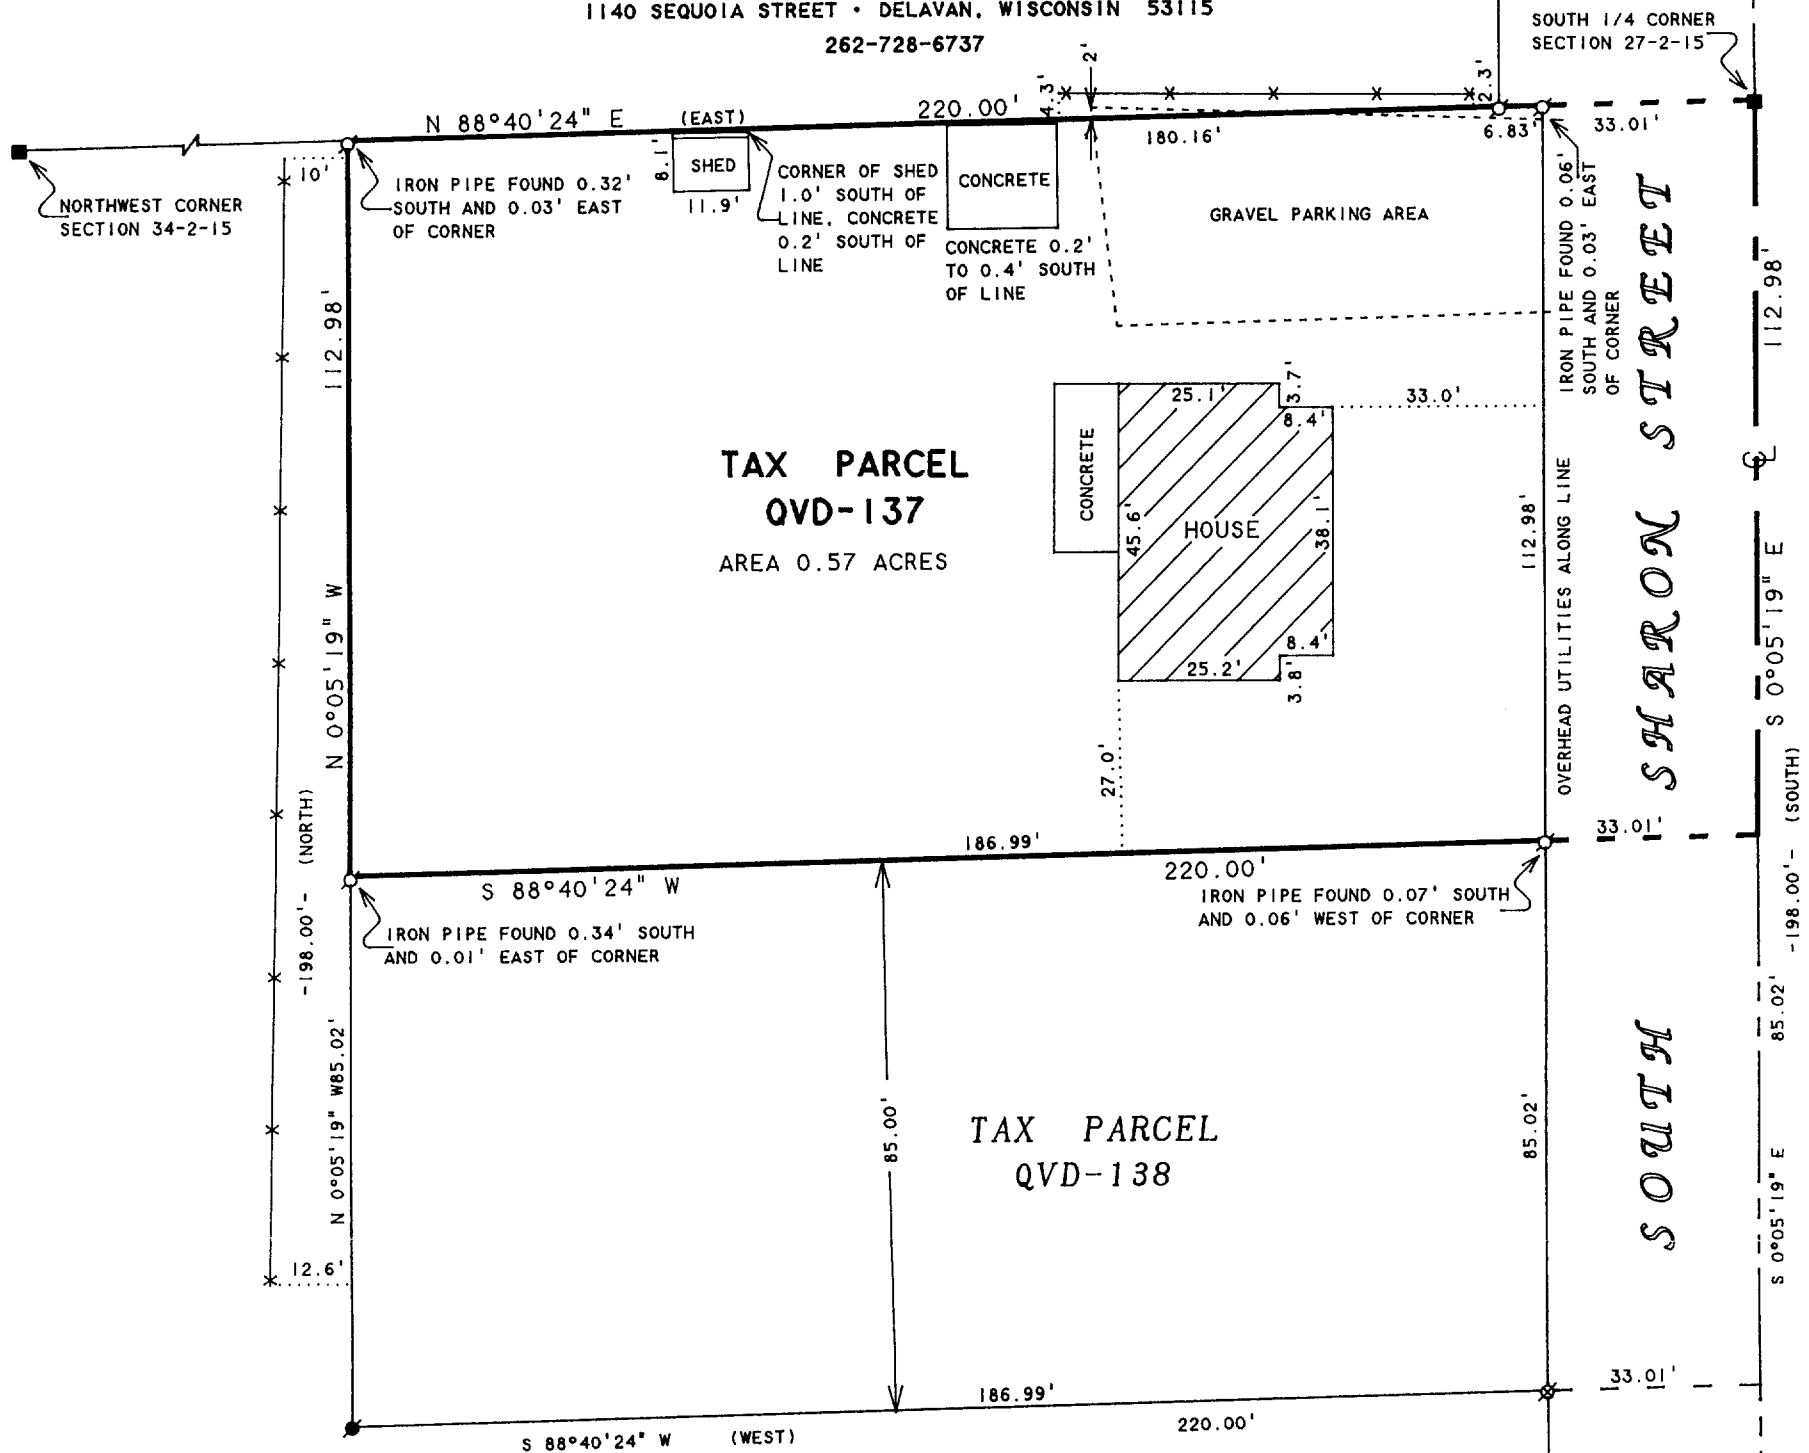 1140 SEQUOIA STREET • DELAVAN, WISCONSIN 53115
262-728-6737
SOUTH 1/4 CORNER
SECTION 27-2-15
2'
4.3'
2.3'
N 88°40'24" E
(EAST)
220.00'
180.16'
6.83'
33.01'
NORTHWEST CORNER
SECTION 34-2-15
10'
IRON PIPE FOUND 0.32'
SOUTH AND 0.03' EAST
OF CORNER
8.1'
SHED
11.9'
CORNER OF SHED
1.0' SOUTH OF
LINE, CONCRETE
0.2' SOUTH OF
LINE
CONCRETE
CONCRETE 0.2'
TO 0.4' SOUTH
OF LINE
GRAVEL PARKING AREA
IRON PIPE FOUND 0.06'
SOUTH AND 0.03' EAST
OF CORNER
112.98'
112.98'
25.1'
3.7'
8.4'
33.0'
TAX PARCEL
QVD-137
AREA 0.57 ACRES
CONCRETE
45.6'
HOUSE
38.1'
112.98'
OVERHEAD UTILITIES ALONG LINE
SOUTH SHARON STREET
CL
S 0°05'19" E
N 0°05'19" W
25.2'
8.4'
3.8'
27.0'
-198.00'- (NORTH)
-198.00'- (SOUTH)
186.99'
33.01'
S 88°40'24" W
220.00'
IRON PIPE FOUND 0.07' SOUTH
AND 0.06' WEST OF CORNER
IRON PIPE FOUND 0.34' SOUTH
AND 0.01' EAST OF CORNER
N 0°05'19" W85.02'
85.00'
TAX PARCEL
QVD-138
85.02'
85.02'
S 0°05'19" E
12.6'
186.99'
33.01'
S 88°40'24" W (WEST)
220.00'